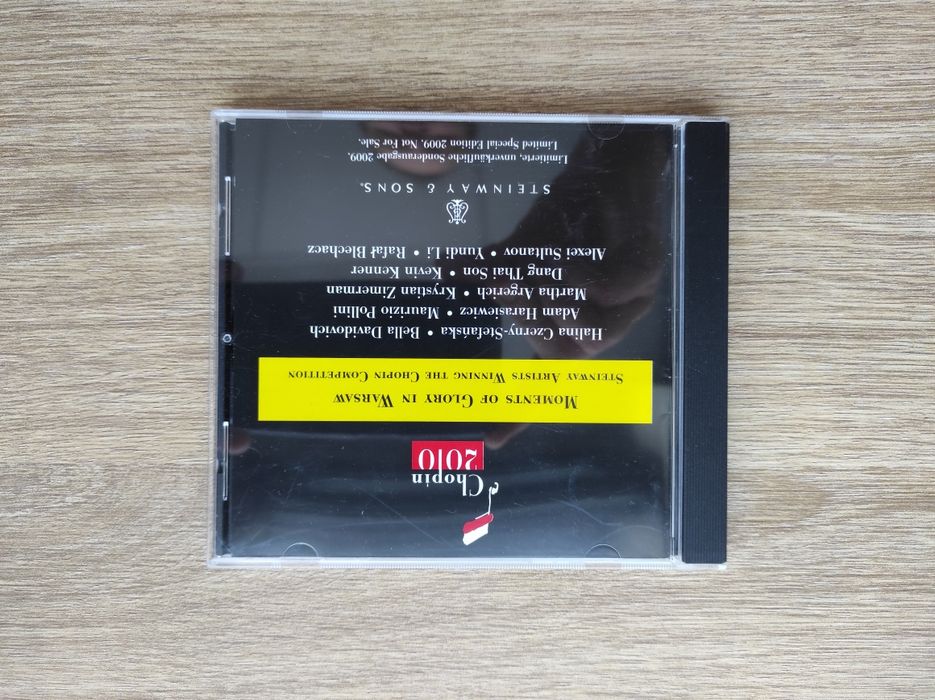 Chopin
2010
MOMENTS OF GLORY IN WARSAW
STEINWAY ARTISTS WINNING THE CHOPIN COMPETITION
Halina Czerny-Stefańska • Bella Davidovich
Adam Harasiewicz • Maurizio Pollini
Martha Argerich • Krystian Zimerman
Dang Thai Son • Kevin Kenner
Alexei Sultanov • Yundi Li • Rafał Blechacz
STEINWAY & SONS®
Limitierte, unverkäufliche Sonderausgabe 2009.
Limited Special Edition 2009. Not For Sale.